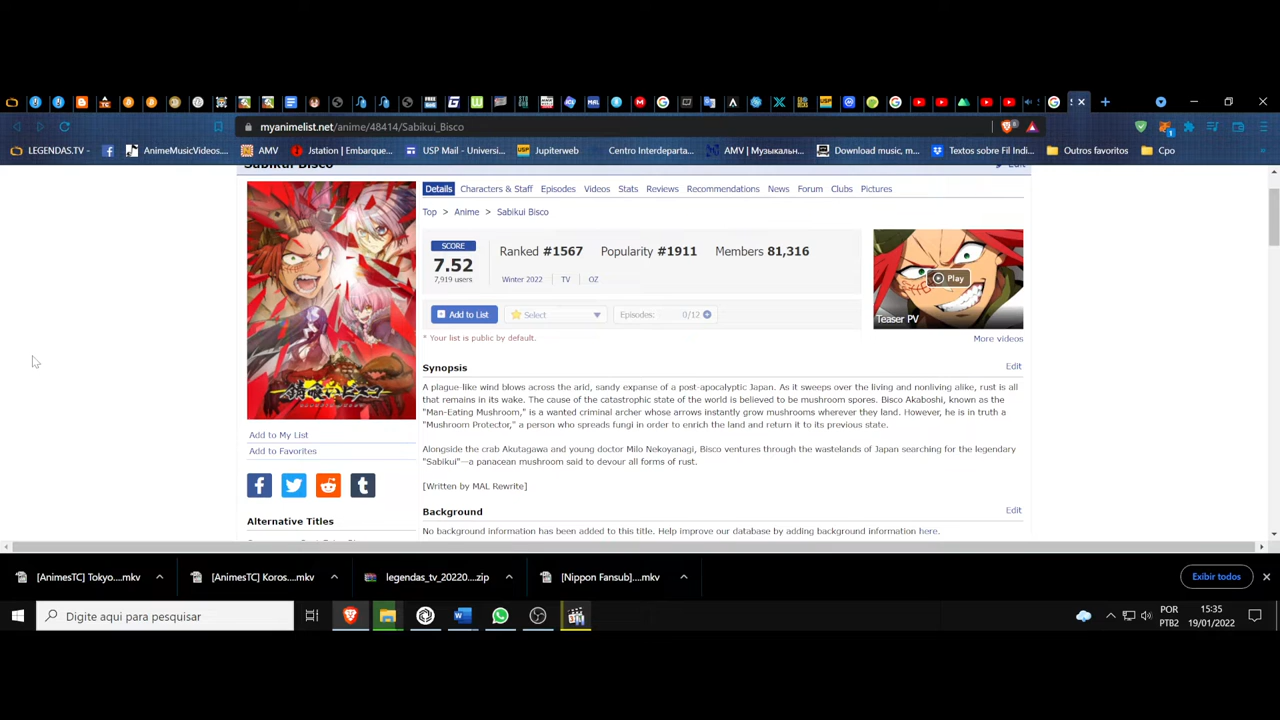 myanimelist.net/anime/48414/Sabikui_Bisco
8
1
LEGENDAS.TV -
AMV
AnimeMusicVideos....
Jstation | Embarque...
USP Mail - Universi...
Jupiterweb
Centro Interdeparta...
AMV | Музыкальн...
Download music, m...
Textos sobre Fil Indi...
Outros favoritos
Cpo
Sabikui Bisco
Edit
Details
Characters & Staff
Episodes
Videos
Stats
Reviews
Recommendations
News
Forum
Clubs
Pictures
Top > Anime > Sabikui Bisco
SCORE
7.52
7,919 users
Ranked #1567 Popularity #1911 Members 81,316
Winter 2022 | TV | OZ
Add to List
Select
Episodes: 0/12
* Your list is public by default.
Play
Teaser PV
More videos
Synopsis
Edit
A plague-like wind blows across the arid, sandy expanse of a post-apocalyptic Japan. As it sweeps over the living and nonliving alike, rust is all
that remains in its wake. The cause of the catastrophic state of the world is believed to be mushroom spores. Bisco Akaboshi, known as the
"Man-Eating Mushroom," is a wanted criminal archer whose arrows instantly grow mushrooms wherever they land. However, he is in truth a
"Mushroom Protector," a person who spreads fungi in order to enrich the land and return it to its previous state.
Alongside the crab Akutagawa and young doctor Milo Nekoyanagi, Bisco ventures through the wastelands of Japan searching for the legendary
"Sabikui"—a panacean mushroom said to devour all forms of rust.
[Written by MAL Rewrite]
Background
Edit
No background information has been added to this title. Help improve our database by adding background information here.
Add to My List
Add to Favorites
Alternative Titles
[AnimesTC] Tokyo....mkv
[AnimesTC] Koros....mkv
legendas_tv_20220....zip
[Nippon Fansub]....mkv
Exibir todos
Digite aqui para pesquisar
POR
PTB2
15:35
19/01/2022